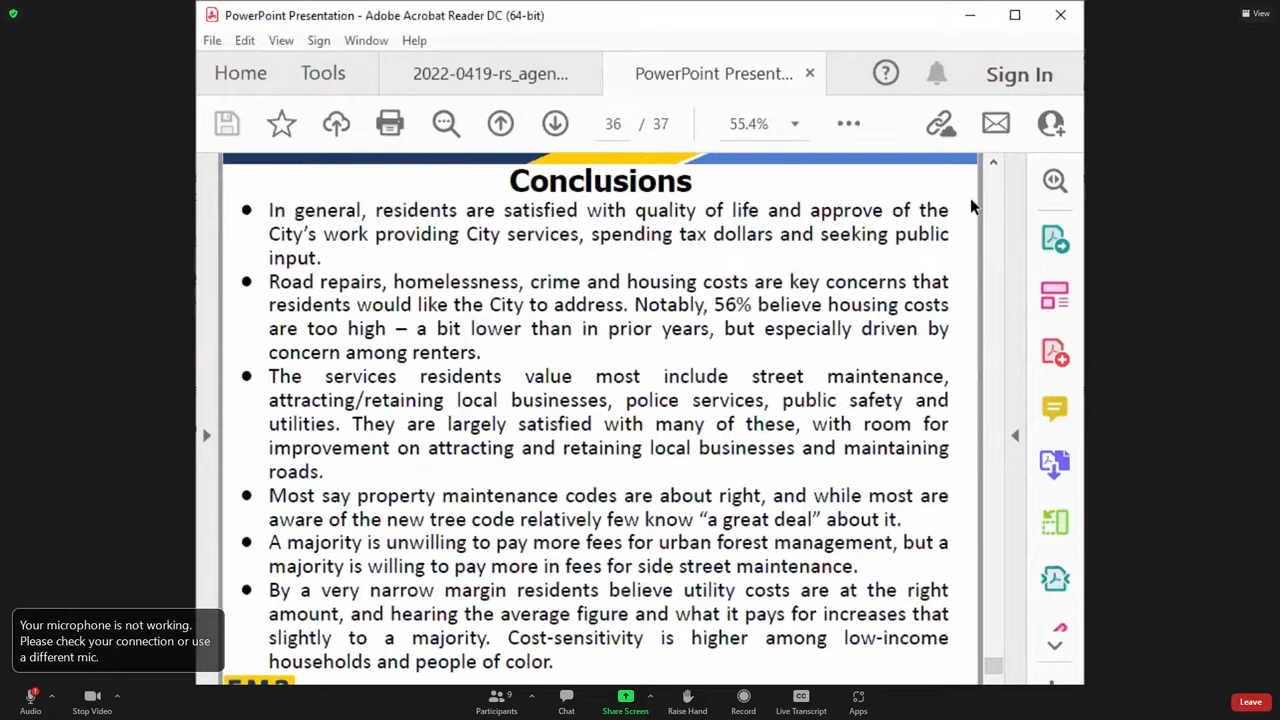 View
PowerPoint Presentation - Adobe Acrobat Reader DC (64-bit)
File Edit View Sign Window Help
Home Tools 2022-0419-rs_agen... PowerPoint Present... Sign In
36 / 37 55.4%
Conclusions
In general, residents are satisfied with quality of life and approve of the
City’s work providing City services, spending tax dollars and seeking public
input.
Road repairs, homelessness, crime and housing costs are key concerns that
residents would like the City to address. Notably, 56% believe housing costs
are too high – a bit lower than in prior years, but especially driven by
concern among renters.
The services residents value most include street maintenance,
attracting/retaining local businesses, police services, public safety and
utilities. They are largely satisfied with many of these, with room for
improvement on attracting and retaining local businesses and maintaining
roads.
Most say property maintenance codes are about right, and while most are
aware of the new tree code relatively few know “a great deal” about it.
A majority is unwilling to pay more fees for urban forest management, but a
majority is willing to pay more in fees for side street maintenance.
By a very narrow margin residents believe utility costs are at the right
amount, and hearing the average figure and what it pays for increases that
slightly to a majority. Cost-sensitivity is higher among low-income
households and people of color.
Your microphone is not working.
Please check your connection or use
a different mic.
Audio Stop Video Participants 9 Chat Share Screen Raise Hand Record Live Transcript Apps Leave